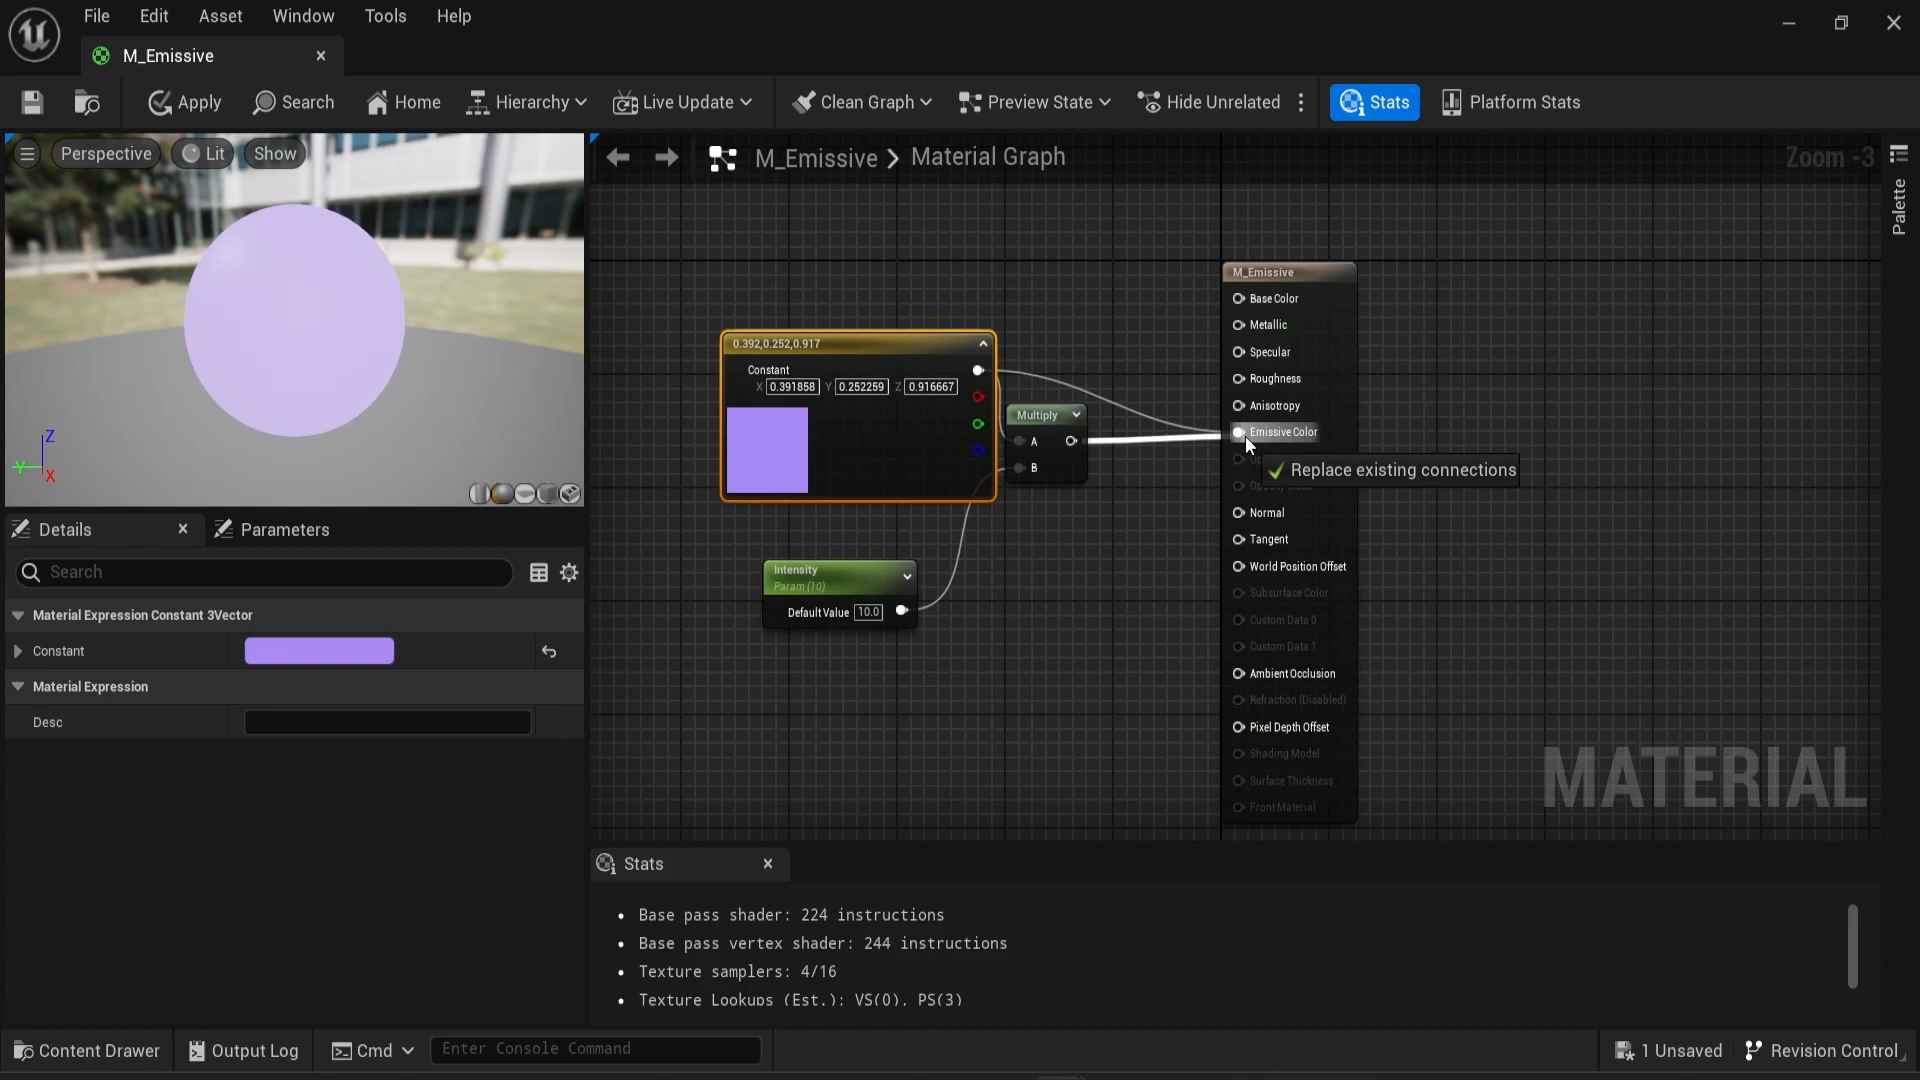 File Edit Asset Window Tools Help
M_Emissive
Apply Search Home Hierarchy Live Update Clean Graph Preview State Hide Unrelated Stats Platform Stats
Perspective Lit Show
M_Emissive Material Graph
Zoom -3
Palette
M_Emissive
Base Color
Metallic
Specular
Roughness
Anisotropy
Emissive Color
Replace existing connections
Normal
Tangent
World Position Offset
Subsurface Color
Custom Data 0
Custom Data 1
Ambient Occlusion
Refraction (Disabled)
Pixel Depth Offset
Shading Model
Surface Thickness
Front Material
0.392,0.252,0.917
Constant
X 0.391858 Y 0.252259 Z 0.916667
Multiply
A
B
Intensity
Param (10)
Default Value 10.0
MATERIAL
Z
Y
X
Details Parameters
Search
Material Expression Constant 3Vector
Constant
Material Expression
Desc
Stats
• Base pass shader: 224 instructions
• Base pass vertex shader: 244 instructions
• Texture samplers: 4/16
• Texture Lookups (Est.): VS(0), PS(3)
Content Drawer Output Log Cmd Enter Console Command 1 Unsaved Revision Control